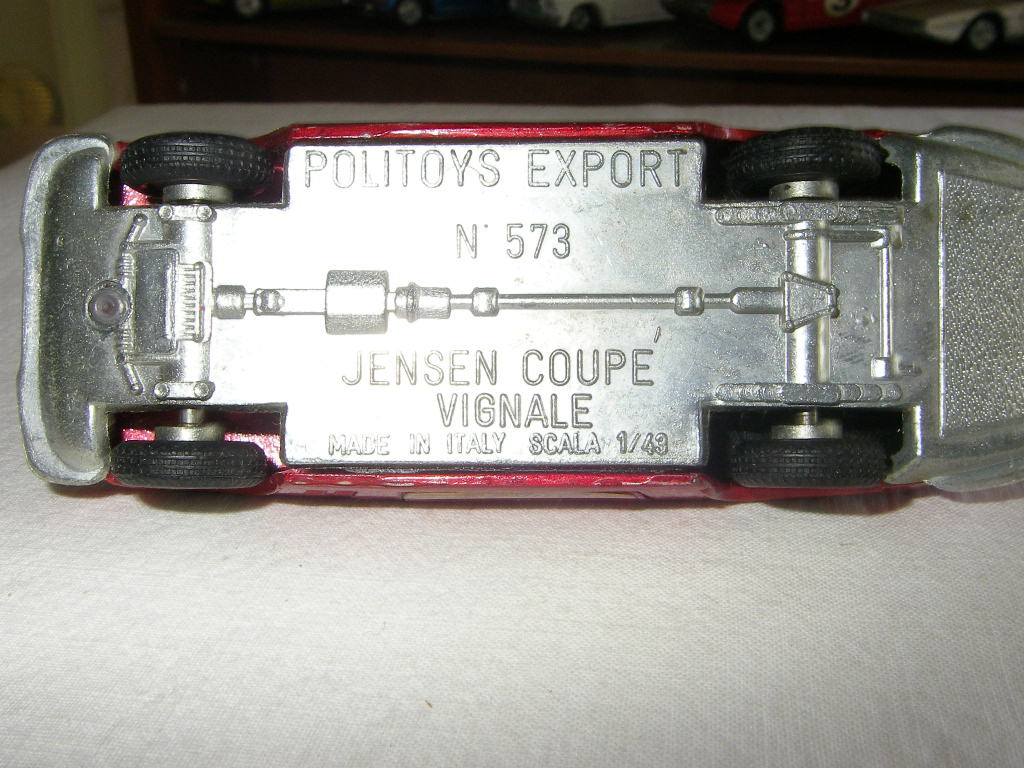 POLITOYS EXPORT
N° 573
JENSEN COUPÉ
VIGNALE
MADE IN ITALY SCALA 1/43